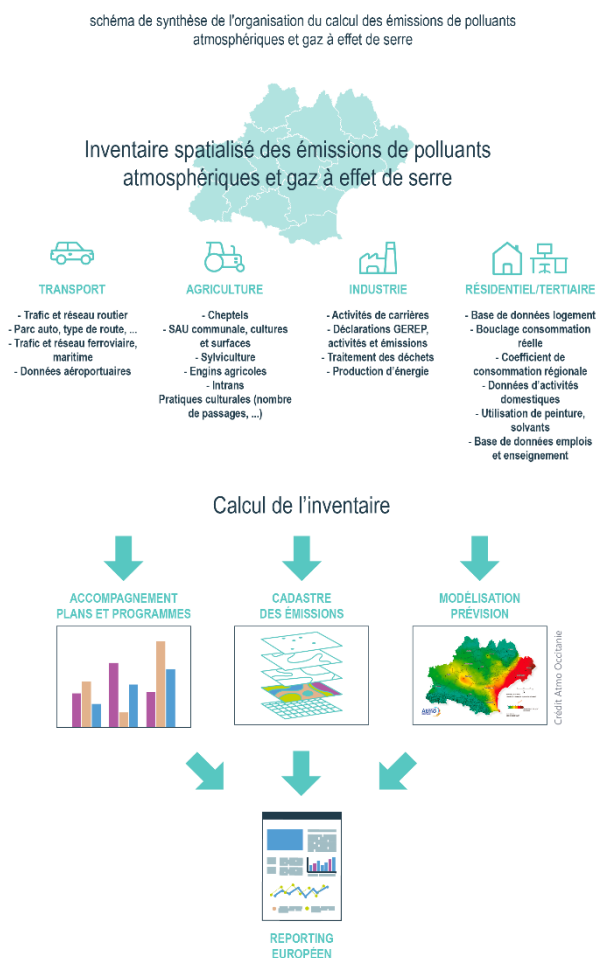 schéma de synthèse de l'organisation du calcul des émissions de polluants
atmosphériques et gaz à effet de serre
Inventaire spatialisé des émissions de polluants
atmosphériques et gaz à effet de serre
TRANSPORT
- Trafic et réseau routier
- Parc auto, type de route, ...
- Trafic et réseau ferroviaire,
maritime
- Données aéroportuaires
AGRICULTURE
- Cheptels
- SAU communale, cultures
et surfaces
- Sylviculture
- Engins agricoles
- Intrans
Pratiques culturales (nombre
de passages, ...)
INDUSTRIE
- Activités de carrières
- Déclarations GEREP,
activités et émissions
- Traitement des déchets
- Production d'énergie
RÉSIDENTIEL/TERTIAIRE
- Base de données logement
- Bouclage consommation
réelle
- Coefficient de
consommation régionale
- Données d'activités
domestiques
- Utilisation de peinture,
solvants
- Base de données emplois
et enseignement
Calcul de l'inventaire
ACCOMPAGNEMENT
PLANS ET PROGRAMMES
CADASTRE
DES ÉMISSIONS
MODÉLISATION
PRÉVISION
Atmo
Crédit Atmo Occitanie
REPORTING
EUROPÉEN